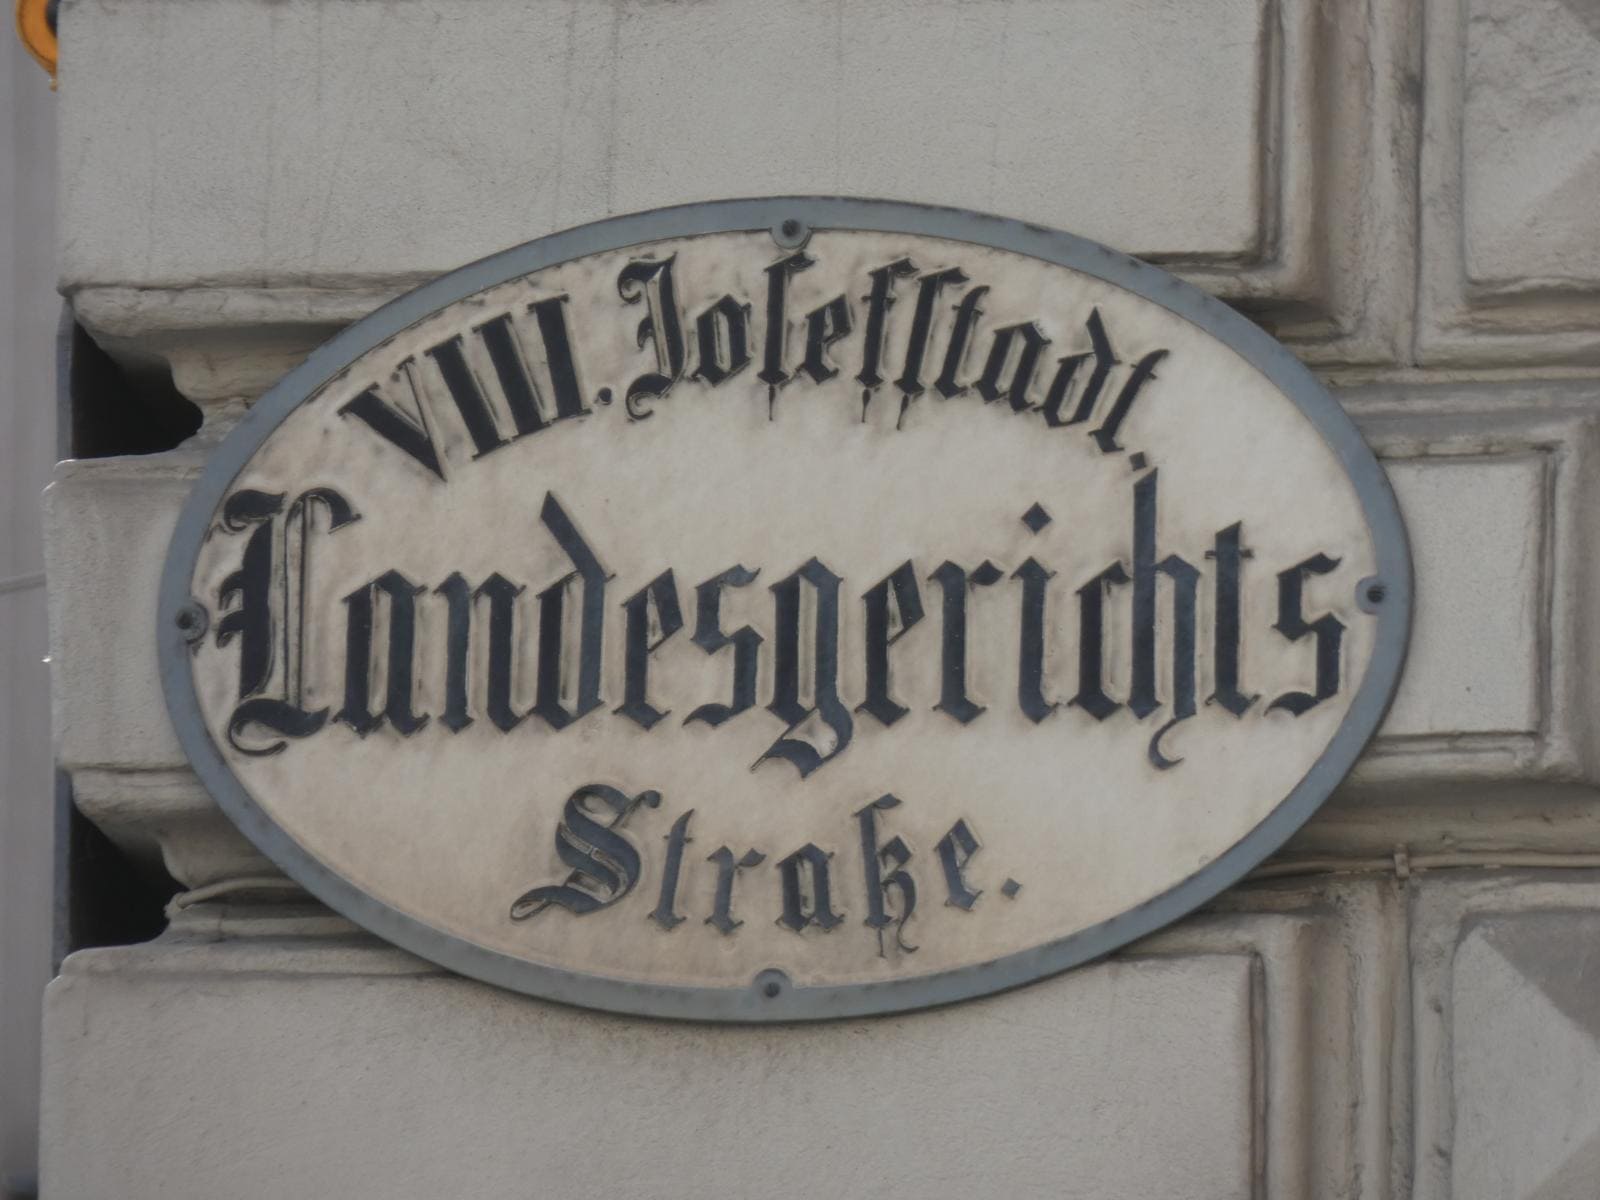 VIII. Josefstadt.
Landesgerichts
Straße.